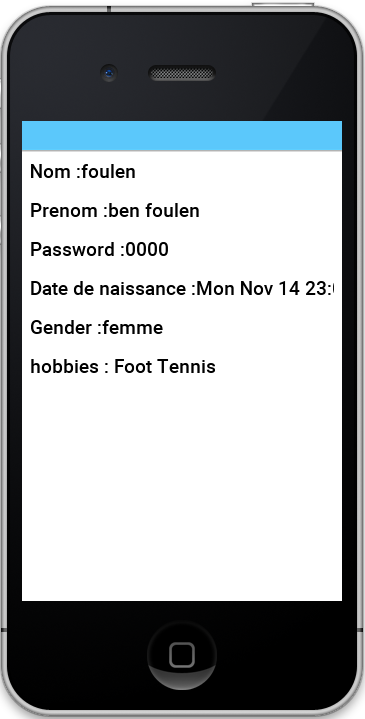 Nom :foulen
Prenom :ben foulen
Password :0000
Date de naissance :Mon Nov 14 23:
Gender :femme
hobbies : Foot Tennis